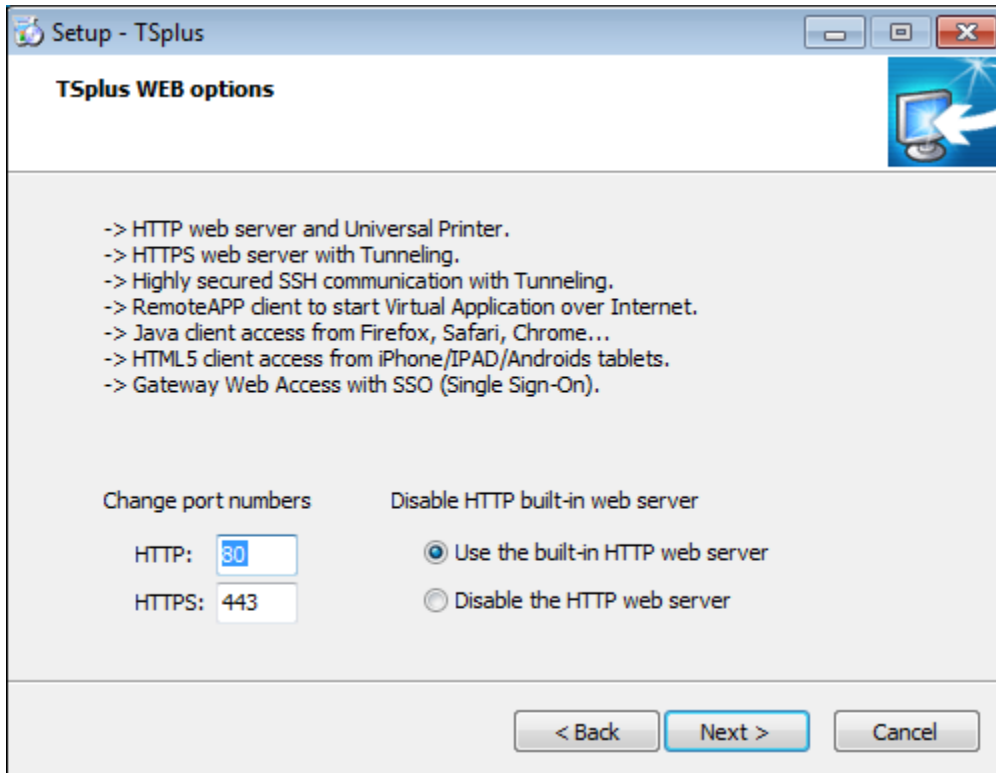 Setup - TSplus
TSplus WEB options
-> HTTP web server and Universal Printer.
-> HTTPS web server with Tunneling.
-> Highly secured SSH communication with Tunneling.
-> RemoteAPP client to start Virtual Application over Internet.
-> Java client access from Firefox, Safari, Chrome...
-> HTML5 client access from iPhone/IPAD/Androids tablets.
-> Gateway Web Access with SSO (Single Sign-On).
Change port numbers
Disable HTTP built-in web server
HTTP: 80
Use the built-in HTTP web server
HTTPS: 443
Disable the HTTP web server
< Back
Next >
Cancel